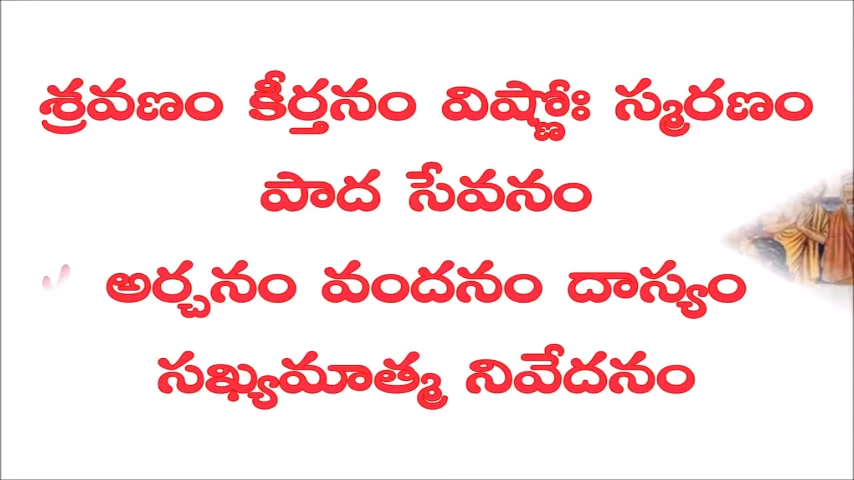 శ్రవణం కీర్తనం విష్ణోః స్మరణం
పాద సేవనం
అర్చనం వందనం దాస్యం
సఖ్యమాత్మ నివేదనం